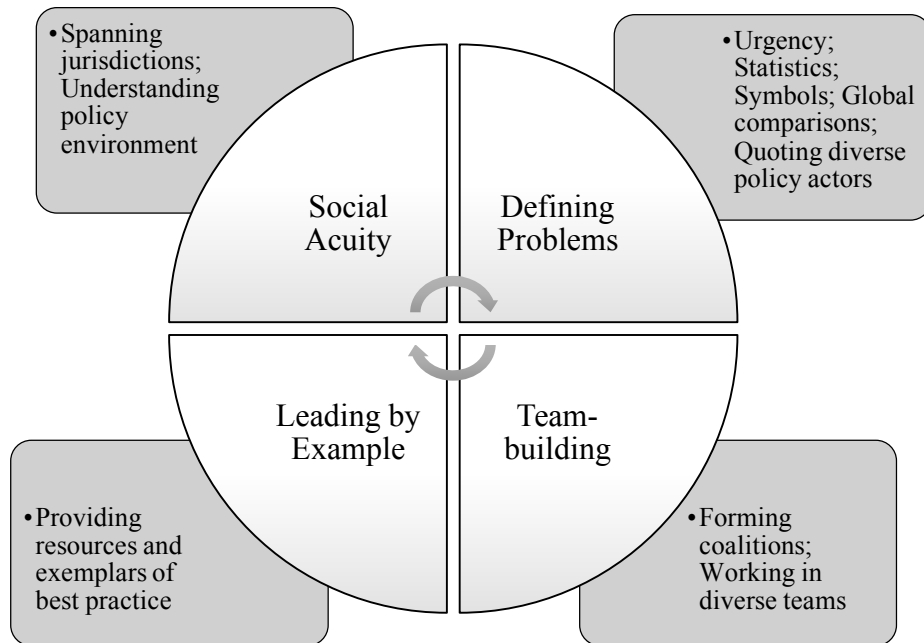 •Spanning
jurisdictions;
Understanding
policy
environment
•Urgency;
Statistics;
Symbols; Global
comparisons;
Quoting diverse
policy actors
Social
Acuity
Defining
Problems
Leading by
Example
Team-
building
•Providing
resources and
exemplars of
best practice
•Forming
coalitions;
Working in
diverse teams